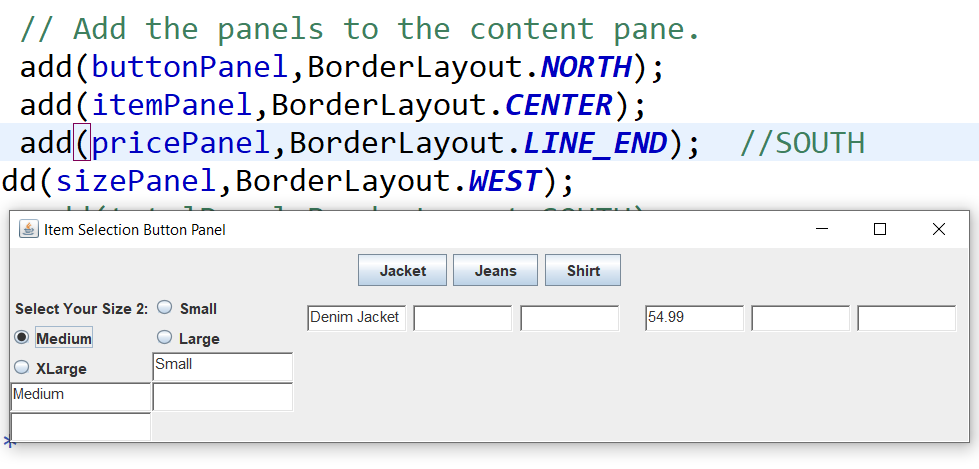 // Add the panels to the content pane.
add(buttonPanel,BorderLayout.NORTH);
add(itemPanel,BorderLayout.CENTER);
add(pricePanel,BorderLayout.LINE_END); //SOUTH
dd(sizePanel,BorderLayout.WEST);
Item Selection Button Panel
Jacket Jeans Shirt
Select Your Size 2: Small
Denim Jacket 54.99
Medium Large
XLarge Small
Medium
*